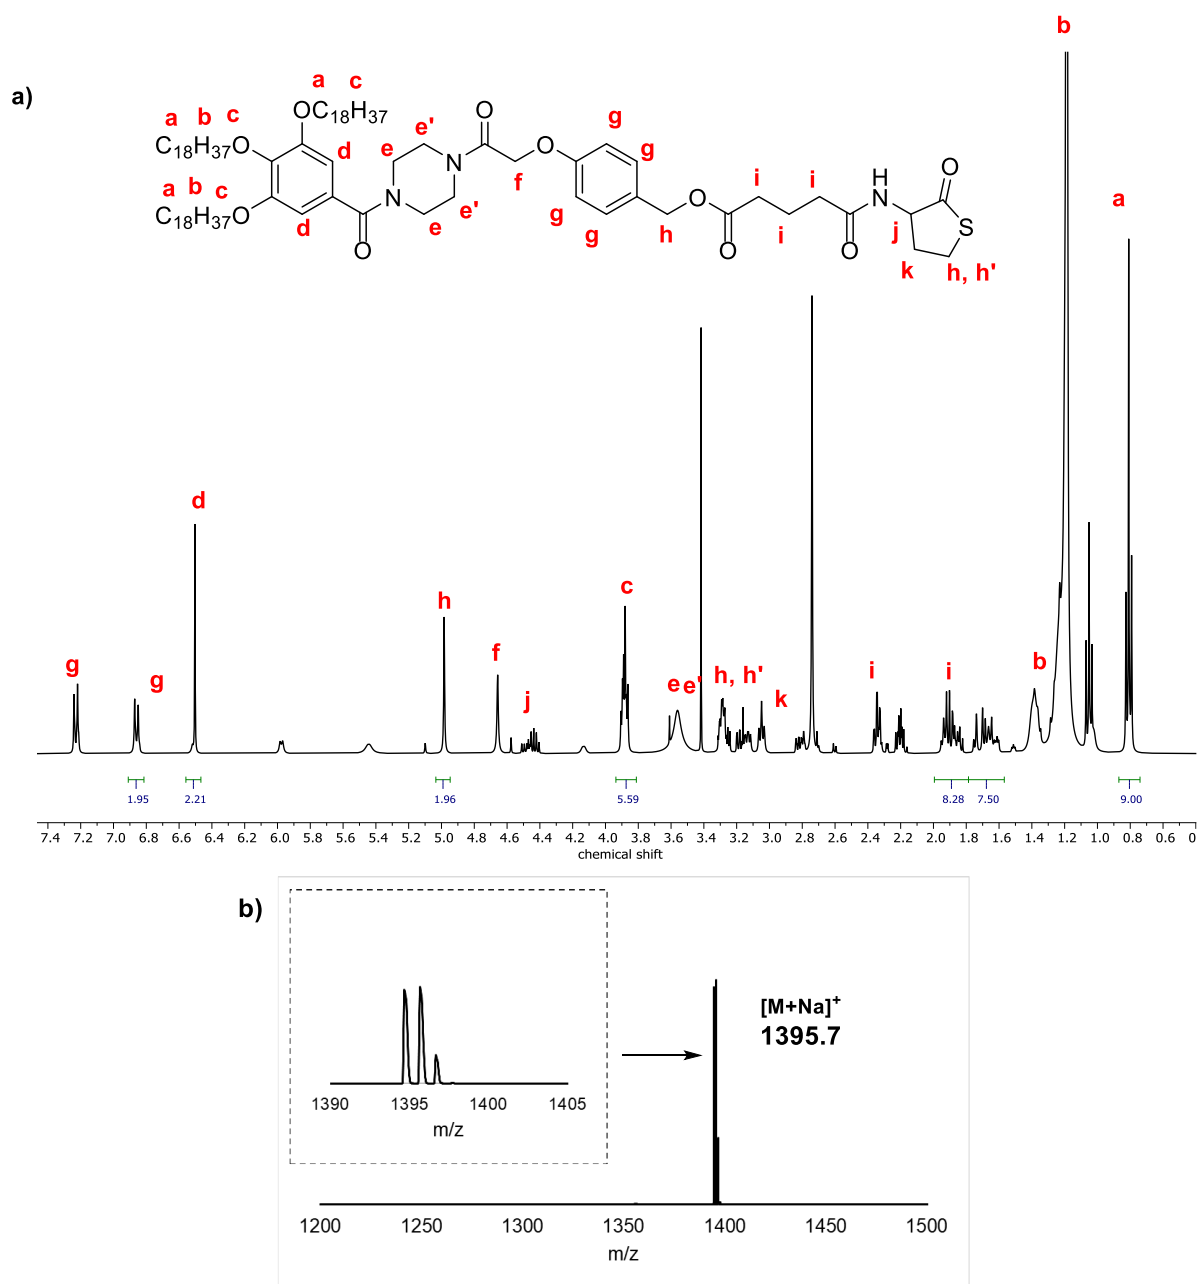 b
a)
a c
OC18H37
a b c
C18H37O
a b c
C18H37O
d
d
O
e e'
N
N
e e'
O
O
f
g
g
g
g
h
O
O
i i
i
O
H
N
j
k
O
S
h, h'
a
d
g
g
h
f
j
c
e e'
h, h'
k
i
i
b
1.95 2.21 1.96 5.59 8.28 7.50 9.00
7.4 7.2 7.0 6.8 6.6 6.4 6.2 6.0 5.8 5.6 5.4 5.2 5.0 4.8 4.6 4.4 4.2 4.0 3.8 3.6 3.4 3.2 3.0 2.8 2.6 2.4 2.2 2.0 1.8 1.6 1.4 1.2 1.0 0.8 0.6 0
chemical shift
b)
[M+Na]+
1395.7
1390 1395 1400 1405
m/z
1200 1250 1300 1350 1400 1450 1500
m/z